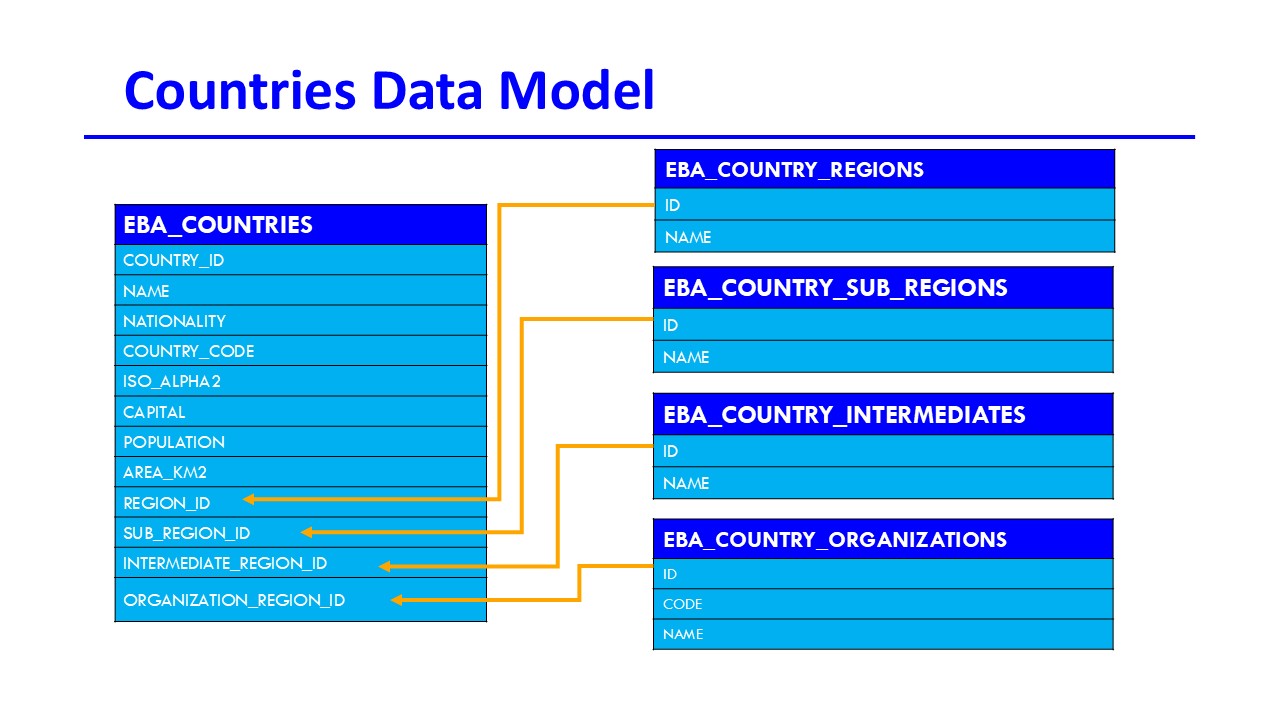 Countries Data Model
EBA_COUNTRIES
COUNTRY_ID
NAME
NATIONALITY
COUNTRY_CODE
ISO_ALPHA2
CAPITAL
POPULATION
AREA_KM2
REGION_ID
SUB_REGION_ID
INTERMEDIATE_REGION_ID
ORGANIZATION_REGION_ID
EBA_COUNTRY_REGIONS
ID
NAME
EBA_COUNTRY_SUB_REGIONS
ID
NAME
EBA_COUNTRY_INTERMEDIATES
ID
NAME
EBA_COUNTRY_ORGANIZATIONS
ID
CODE
NAME